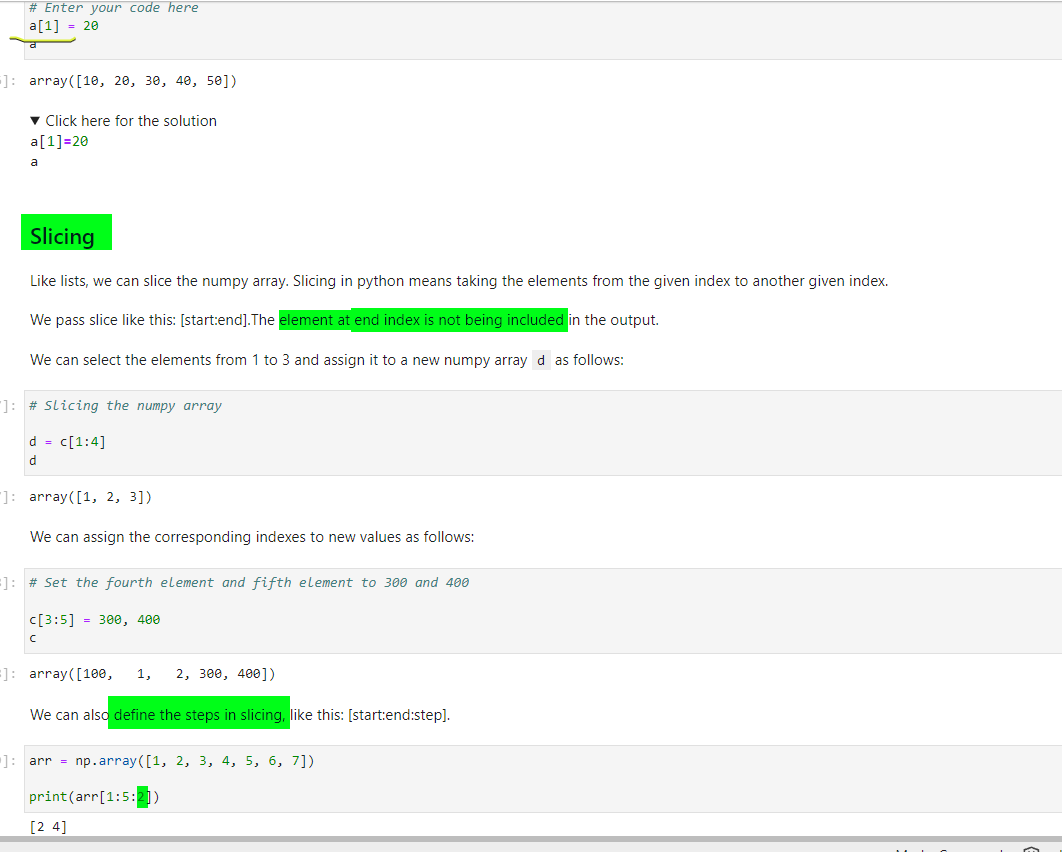 # Enter your code here
a[1] = 20
a
]:
array([10, 20, 30, 40, 50])
▼ Click here for the solution
a[1]=20
a
Slicing
Like lists, we can slice the numpy array. Slicing in python means taking the elements from the given index to another given index.
We pass slice like this: [start:end].The element at end index is not being included in the output.
We can select the elements from 1 to 3 and assign it to a new numpy array d as follows:
]:
# Slicing the numpy array
d = c[1:4]
d
]:
array([1, 2, 3])
We can assign the corresponding indexes to new values as follows:
]:
# Set the fourth element and fifth element to 300 and 400
c[3:5] = 300, 400
c
]:
array([100,   1,   2, 300, 400])
We can also define the steps in slicing, like this: [start:end:step].
]:
arr = np.array([1, 2, 3, 4, 5, 6, 7])
print(arr[1:5:2])
[2 4]